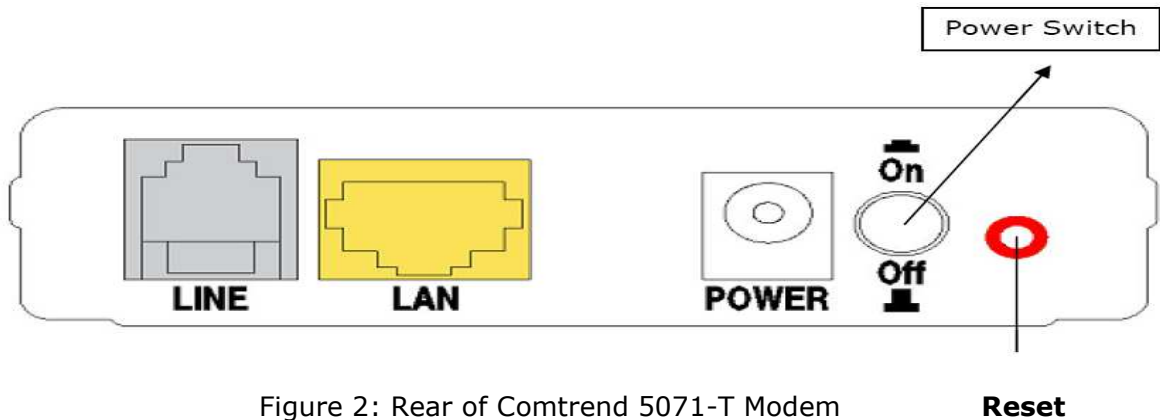 Power Switch
On
Off
LINE
LAN
POWER
Figure 2: Rear of Comtrend 5071-T Modem
Reset